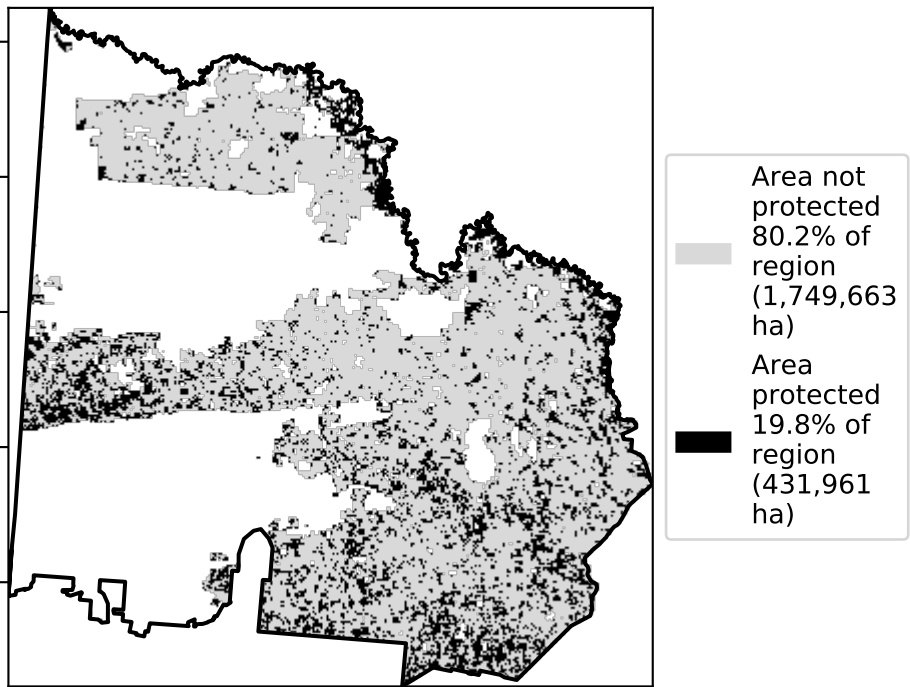 Area not
protected
80.2% of
region
(1,749,663
ha)
Area
protected
19.8% of
region
(431,961
ha)